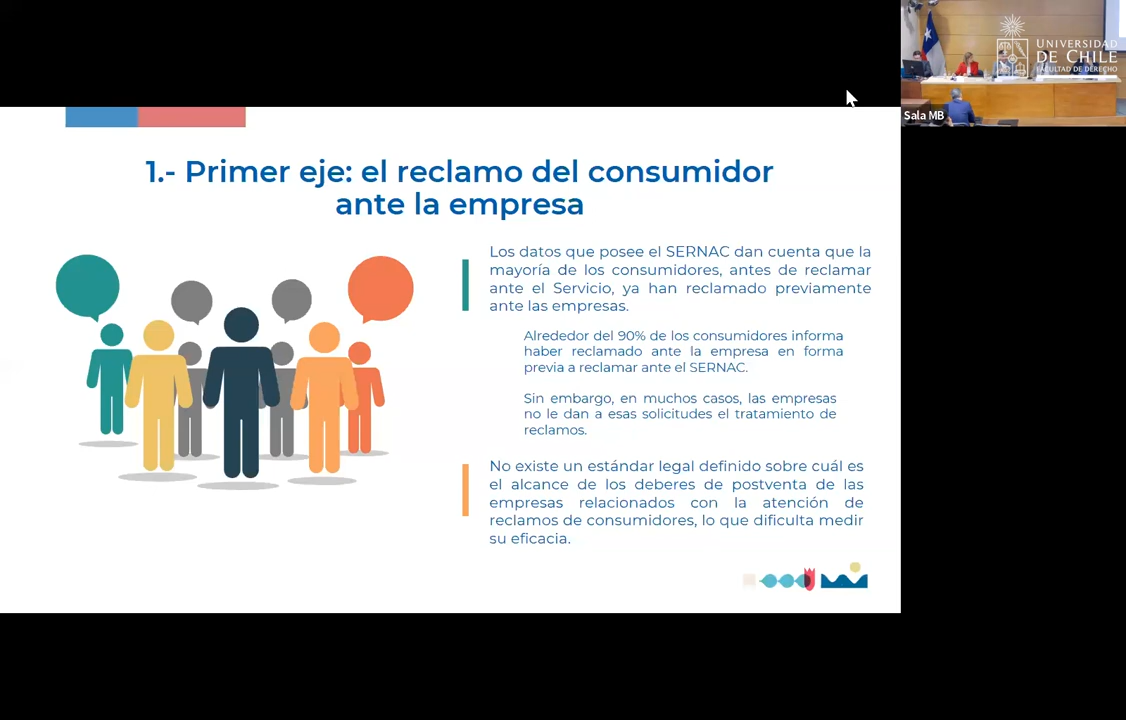 UNIVERSIDAD
DE CHILE
FACULTAD DE DERECHO
Sala MB
1.- Primer eje: el reclamo del consumidor
ante la empresa
Los datos que posee el SERNAC dan cuenta que la
mayoría de los consumidores, antes de reclamar
ante el Servicio, ya han reclamado previamente
ante las empresas.
Alrededor del 90% de los consumidores informa
haber reclamado ante la empresa en forma
previa a reclamar ante el SERNAC.
Sin embargo, en muchos casos, las empresas
no le dan a esas solicitudes el tratamiento de
reclamos.
No existe un estándar legal definido sobre cuál es
el alcance de los deberes de postventa de las
empresas relacionados con la atención de
reclamos de consumidores, lo que dificulta medir
su eficacia.